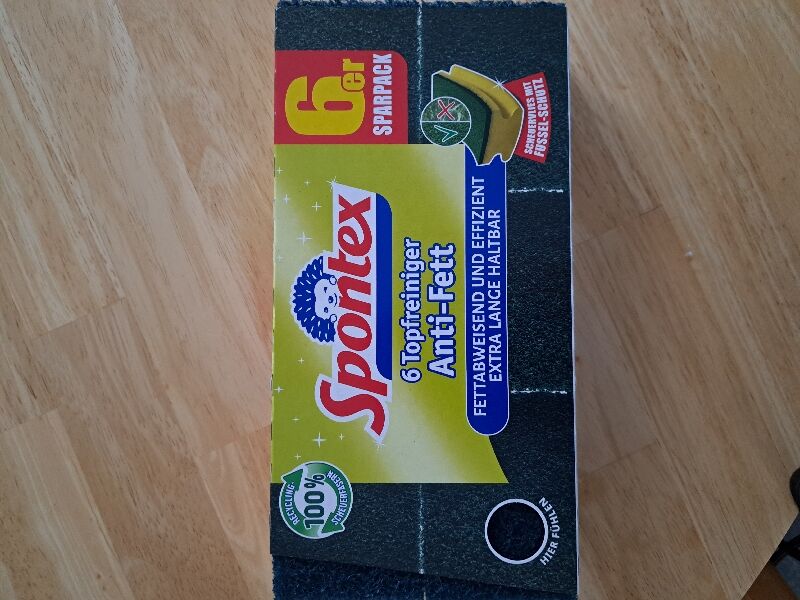 RECYCLING-
100%
SCHEUERFASERN
Spontex
6er
SPARPACK
6 Topfreiniger
Anti-Fett
FETTABWEISEND UND EFFIZIENT
EXTRA LANGE HALTBAR
SCHEUERVLIES MIT
FUSSEL-SCHUTZ
HIER FÜHLEN